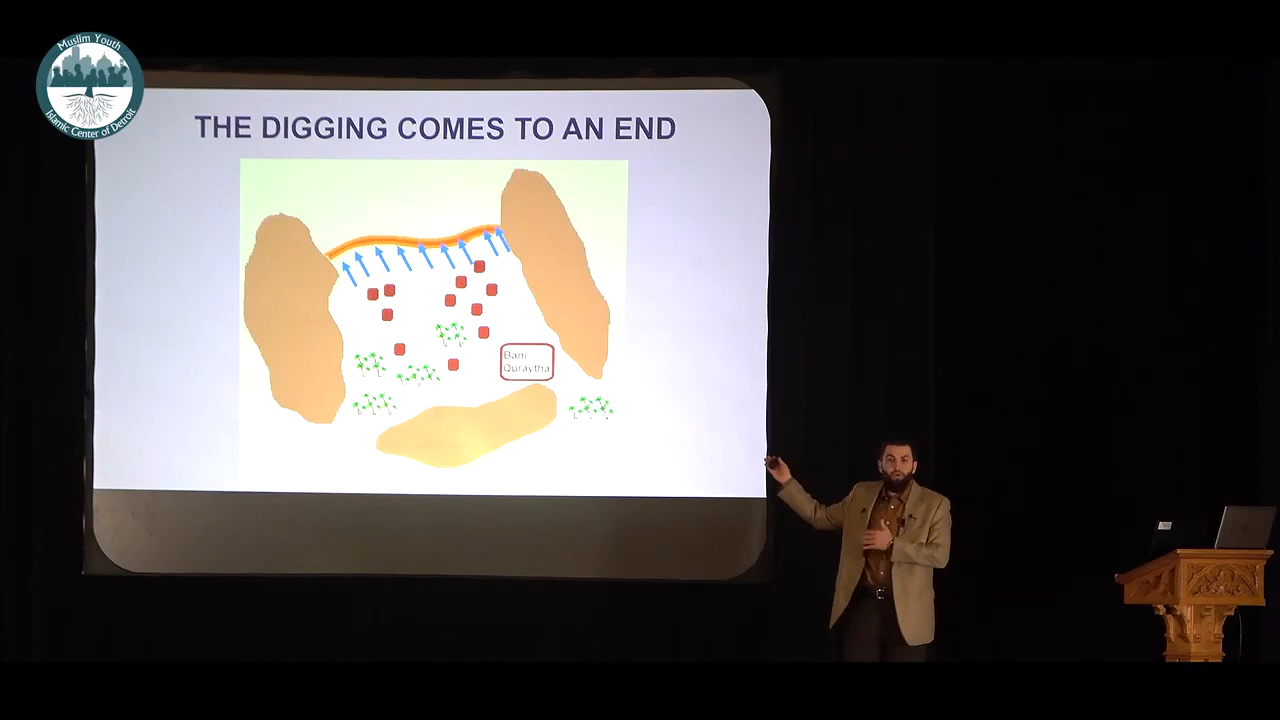 Muslim Youth
Islamic Center of Detroit
THE DIGGING COMES TO AN END
Bani
Quraytha